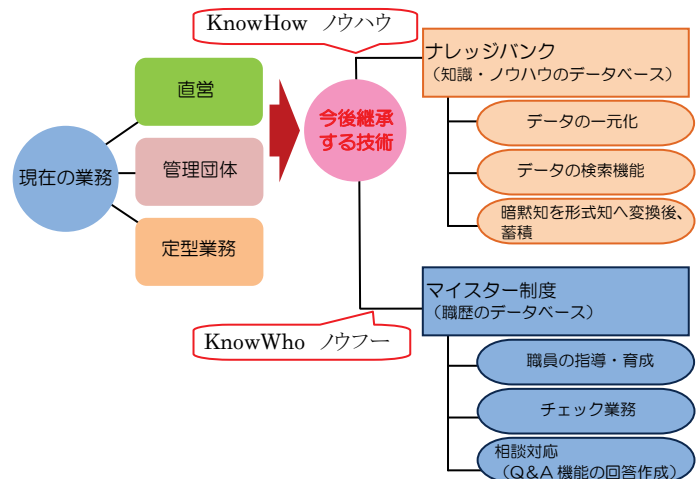 KnowHow ノウハウ
ナレッジバンク
（知識・ノウハウのデータベース）
データの一元化
データの検索機能
暗黙知を形式知へ変換後、
蓄積
直営
現在の業務
管理団体
定型業務
今後継承
する技術
マイスター制度
（職歴のデータベース）
KnowWho ノウフー
職員の指導・育成
チェック業務
相談対応
（Q&A 機能の回答作成）